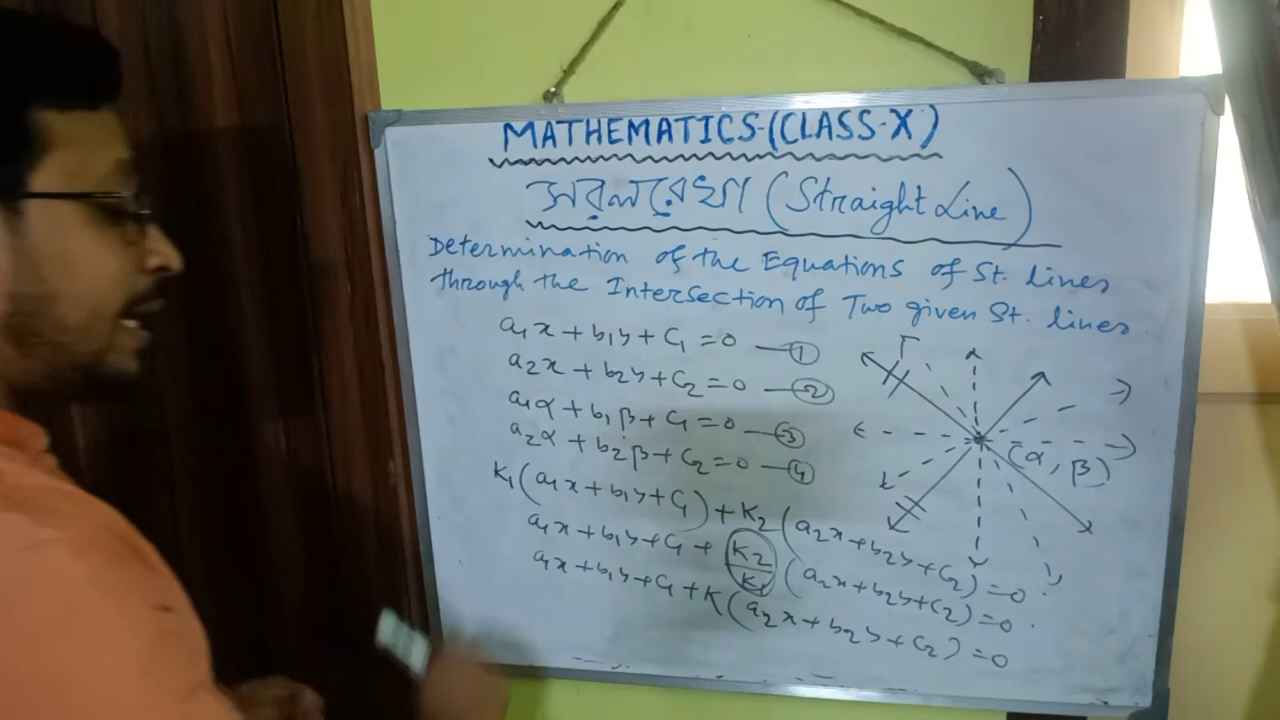 MATHEMATICS-(CLASS-X)
সরলরেখা (Straight Line)
Determination of the Equations of St. lines
through the Intersection of Two given St. lines.
a₁x + b₁y + C₁ = 0 — ①
a₂x + b₂y + C₂ = 0 — ②
a₁α + b₁β + C₁ = 0 — ③
a₂α + b₂β + C₂ = 0 — ④
(α, β)
K₁(a₁x + b₁y + C₁) + K₂(a₂x + b₂y + C₂) = 0
a₁x + b₁y + C₁ + K₂/K₁ (a₂x + b₂y + C₂) = 0
a₁x + b₁y + C₁ + K(a₂x + b₂y + C₂) = 0